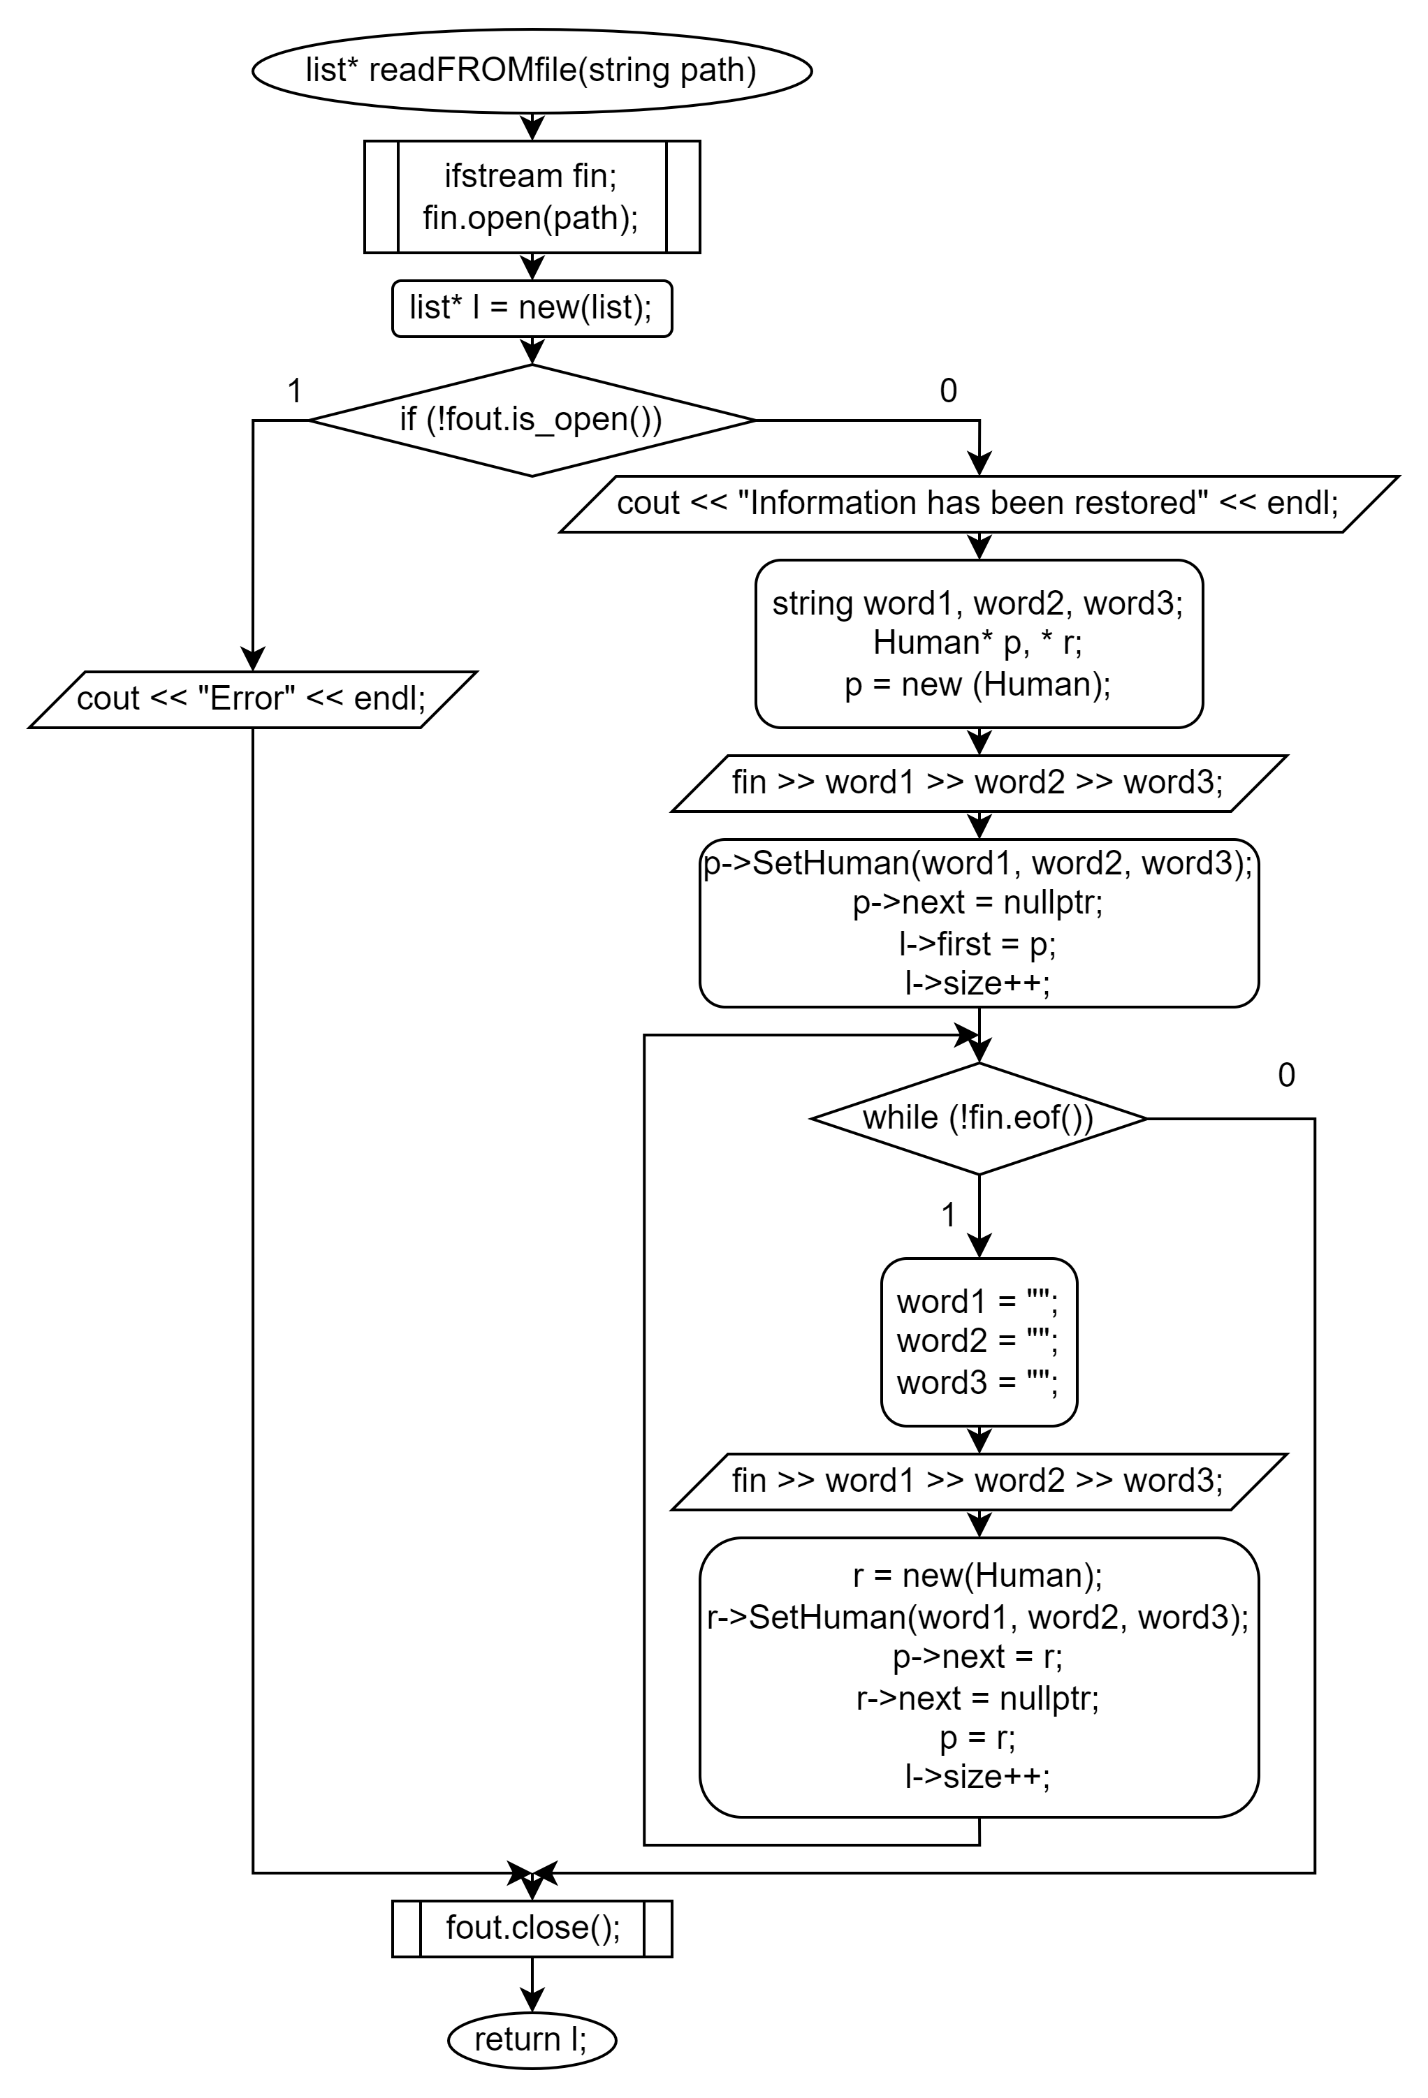 list* readFROMfile(string path)
ifstream fin;
fin.open(path);
list* l = new(list);
1
if (!fout.is_open())
0
cout << "Information has been restored" << endl;
string word1, word2, word3;
Human* p, * r;
p = new (Human);
cout << "Error" << endl;
fin >> word1 >> word2 >> word3;
p->SetHuman(word1, word2, word3);
p->next = nullptr;
l->first = p;
l->size++;
0
while (!fin.eof())
1
word1 = "";
word2 = "";
word3 = "";
fin >> word1 >> word2 >> word3;
r = new(Human);
r->SetHuman(word1, word2, word3);
p->next = r;
r->next = nullptr;
p = r;
l->size++;
fout.close();
return l;